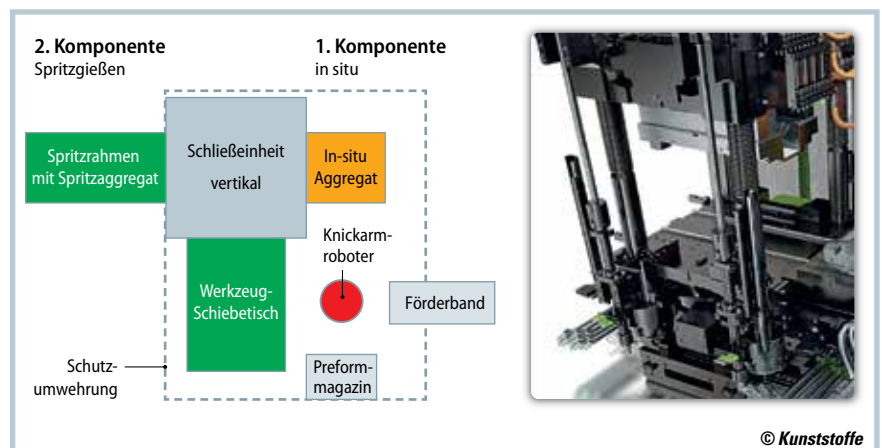 2. Komponente
Spritzgießen
1. Komponente
in situ
Spritzrahmen
mit Spritzaggregat
Schließeinheit
vertikal
In-situ
Aggregat
Knickarm-
roboter
Werkzeug-
Schiebetisch
Förderband
Schutz-
umwehrung
Preform-
magazin
© Kunststoffe